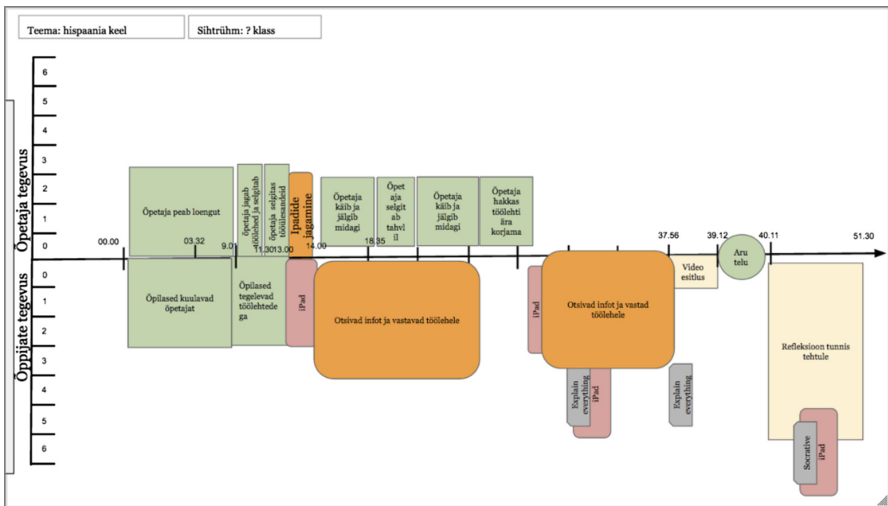 Teema: hispaania keel
Sihtrühm: ? klass
6
5
4
3
2
1
0
Õpetaja tegevus
0
1
2
3
4
5
6
Õppijate tegevus
Õpetaja peab loengut
õpetaja jagab
töölehed ja selgitab
õpetaja selgitas
tööülesandeid
Ipadide
jagamine
Õpetaja
käib ja
jälgib
midagi
Õpet
aja
selgit
ab
tahvl
il
Õpetaja
käib ja
jälgib
midagi
Õpetaja
hakkas
töölehti
ära
korjama
00.00
03.32
9.01
11.30
13.00
14.00
18.35
37.56
39.12
40.11
51.30
Õpilased kuulavad
õpetajat
Õpilased
tegelevad
töölehtede
ga
iPad
Otsivad infot ja vastavad töölehele
iPad
Otsivad infot ja vastad
töölehele
Video
esitlus
Aru
telu
Explain
everything
iPad
Explain
everything
Refleksioon tunnis
tehtule
Socrative
iPad